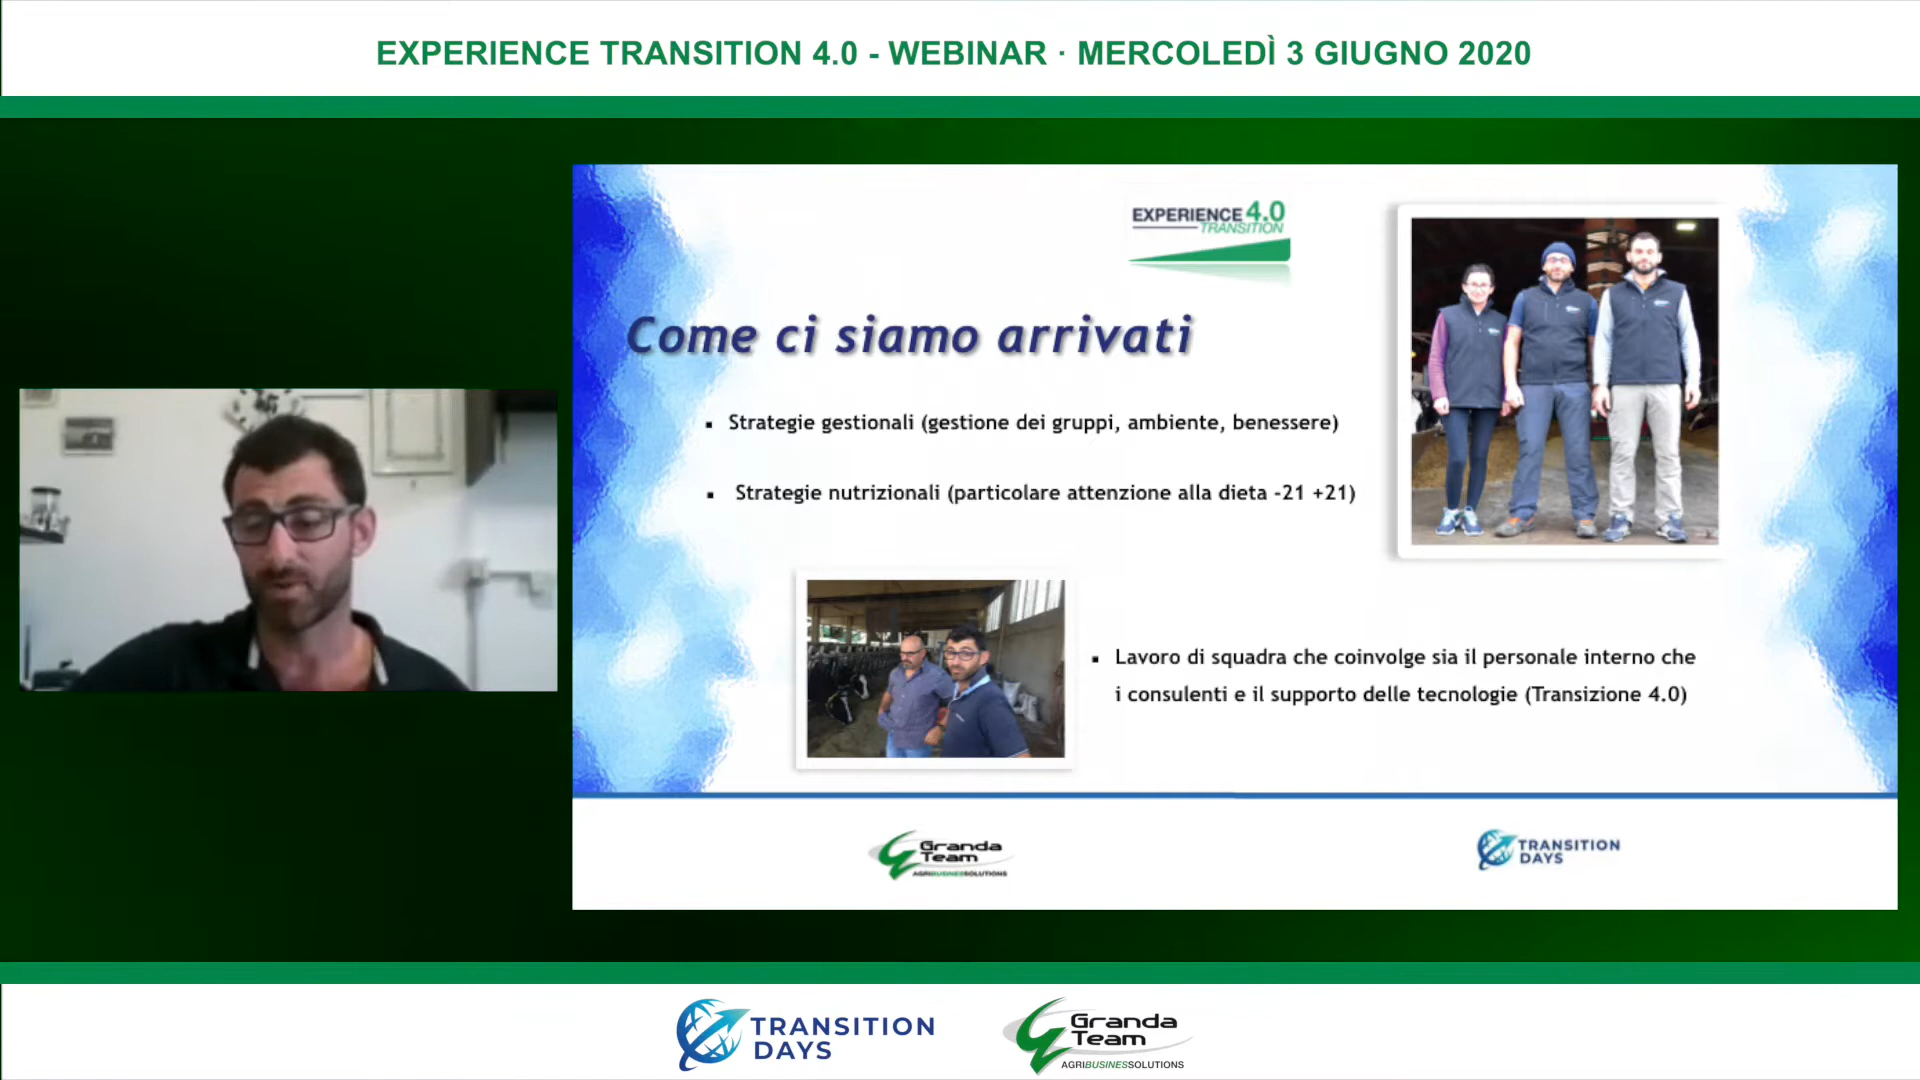 EXPERIENCE TRANSITION 4.0 - WEBINAR · MERCOLEDÌ 3 GIUGNO 2020
EXPERIENCE 4.0
TRANSITION
Come ci siamo arrivati
▪ Strategie gestionali (gestione dei gruppi, ambiente, benessere)
▪ Strategie nutrizionali (particolare attenzione alla dieta -21 +21)
▪ Lavoro di squadra che coinvolge sia il personale interno che
i consulenti e il supporto delle tecnologie (Transizione 4.0)
Granda
Team
AGRIBUSINESSOLUTIONS
TRANSITION
DAYS
TRANSITION
DAYS
Granda
Team
AGRIBUSINESSOLUTIONS